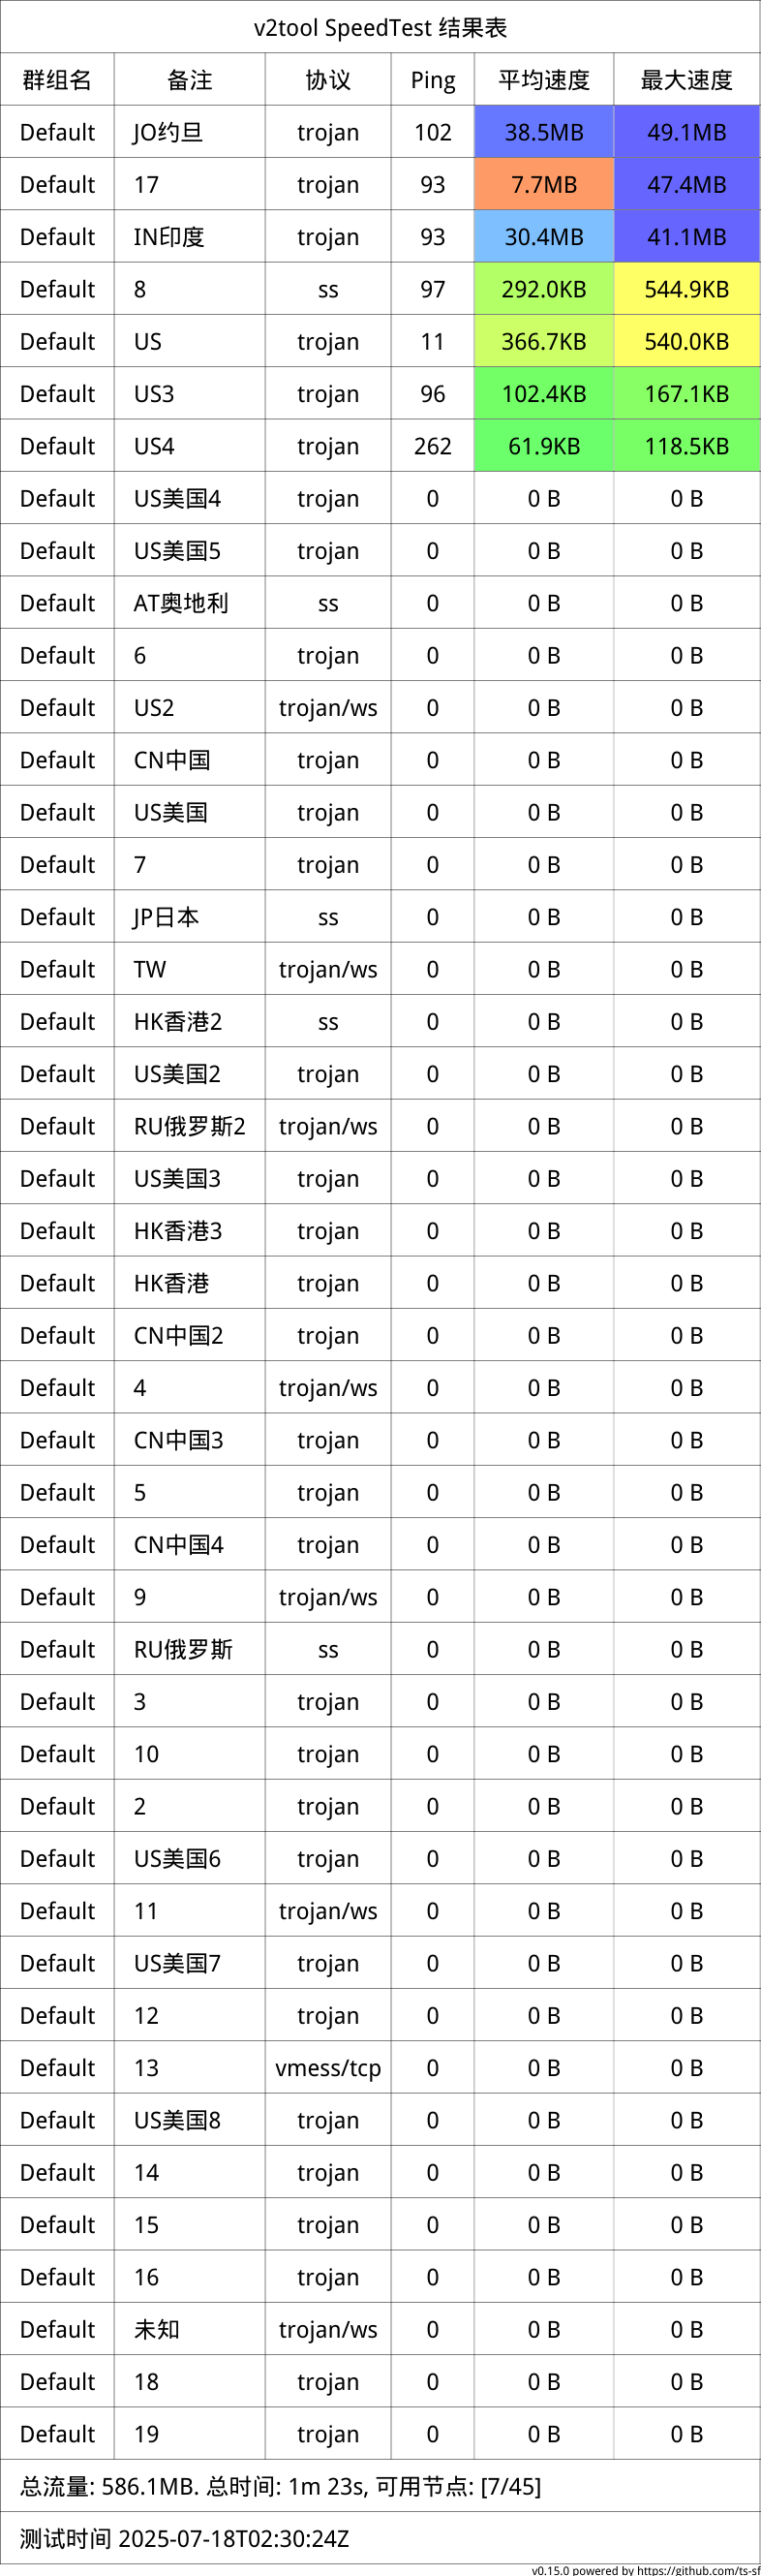 v2tool SpeedTest 结果表
群组名 备注 协议 Ping 平均速度 最大速度
Default JO约旦 trojan 102 38.5MB 49.1MB
Default 17 trojan 93 7.7MB 47.4MB
Default IN印度 trojan 93 30.4MB 41.1MB
Default 8 ss 97 292.0KB 544.9KB
Default US trojan 11 366.7KB 540.0KB
Default US3 trojan 96 102.4KB 167.1KB
Default US4 trojan 262 61.9KB 118.5KB
Default US美国4 trojan 0 0 B 0 B
Default US美国5 trojan 0 0 B 0 B
Default AT奥地利 ss 0 0 B 0 B
Default 6 trojan 0 0 B 0 B
Default US2 trojan/ws 0 0 B 0 B
Default CN中国 trojan 0 0 B 0 B
Default US美国 trojan 0 0 B 0 B
Default 7 trojan 0 0 B 0 B
Default JP日本 ss 0 0 B 0 B
Default TW trojan/ws 0 0 B 0 B
Default HK香港2 ss 0 0 B 0 B
Default US美国2 trojan 0 0 B 0 B
Default RU俄罗斯2 trojan/ws 0 0 B 0 B
Default US美国3 trojan 0 0 B 0 B
Default HK香港3 trojan 0 0 B 0 B
Default HK香港 trojan 0 0 B 0 B
Default CN中国2 trojan 0 0 B 0 B
Default 4 trojan/ws 0 0 B 0 B
Default CN中国3 trojan 0 0 B 0 B
Default 5 trojan 0 0 B 0 B
Default CN中国4 trojan 0 0 B 0 B
Default 9 trojan/ws 0 0 B 0 B
Default RU俄罗斯 ss 0 0 B 0 B
Default 3 trojan 0 0 B 0 B
Default 10 trojan 0 0 B 0 B
Default 2 trojan 0 0 B 0 B
Default US美国6 trojan 0 0 B 0 B
Default 11 trojan/ws 0 0 B 0 B
Default US美国7 trojan 0 0 B 0 B
Default 12 trojan 0 0 B 0 B
Default 13 vmess/tcp 0 0 B 0 B
Default US美国8 trojan 0 0 B 0 B
Default 14 trojan 0 0 B 0 B
Default 15 trojan 0 0 B 0 B
Default 16 trojan 0 0 B 0 B
Default 未知 trojan/ws 0 0 B 0 B
Default 18 trojan 0 0 B 0 B
Default 19 trojan 0 0 B 0 B
总流量: 586.1MB. 总时间: 1m 23s, 可用节点: [7/45]
测试时间 2025-07-18T02:30:24Z
v0.15.0 powered by https://github.com/ts-sf